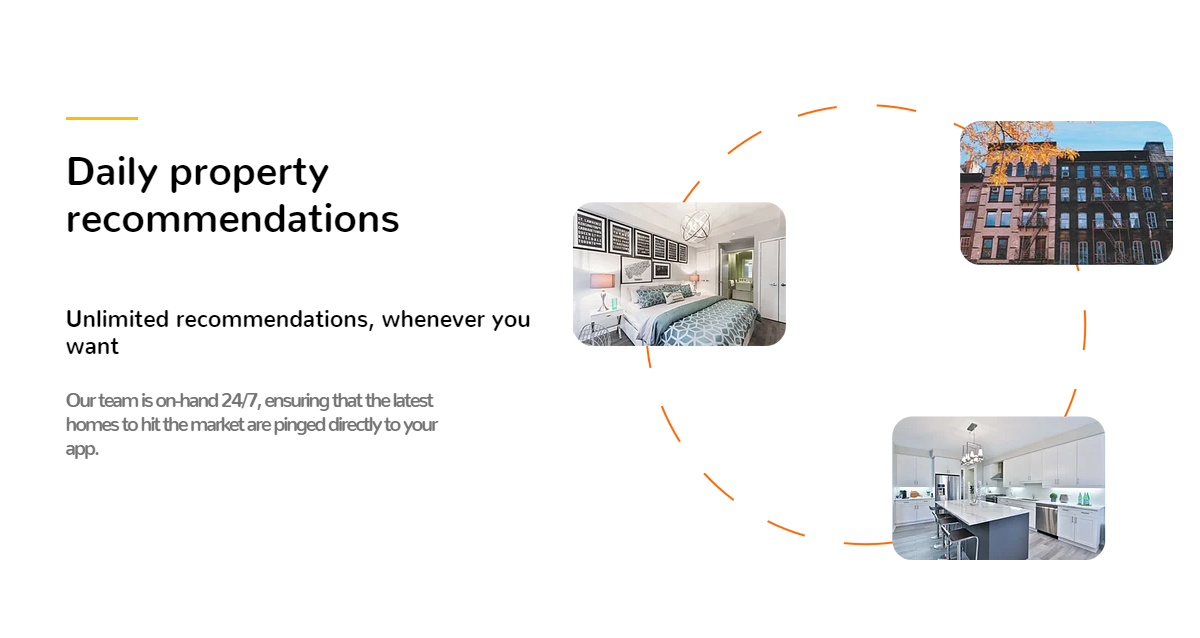 Daily property
recommendations
Unlimited recommendations, whenever you
want
Our team is on-hand 24/7, ensuring that the latest
homes to hit the market are pinged directly to your
app.